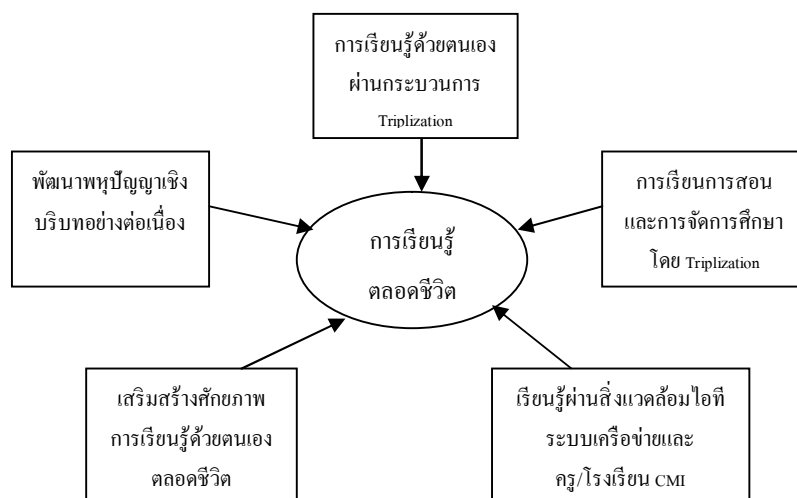 การเรียนรู้ด้วยตนเอง
ผ่านกระบวนการ
Triplization
พัฒนาพหุปัญญาเชิง
บริบทอย่างต่อเนื่อง
การเรียนการสอน
และการจัดการศึกษา
โดย Triplization
การเรียนรู้
ตลอดชีวิต
เสริมสร้างศักยภาพ
การเรียนรู้ด้วยตนเอง
ตลอดชีวิต
เรียนรู้ผ่านสิ่งแวดล้อมไอที
ระบบเครือข่ายและ
ครู/โรงเรียน CMI